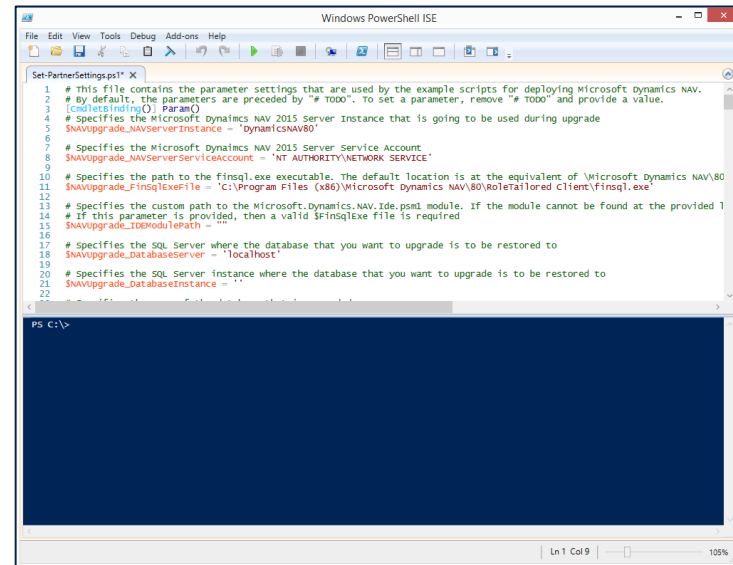 Windows PowerShell ISE
File Edit View Tools Debug Add-ons Help
Set-PartnerSettings.ps1* X
1 # This file contains the parameter settings that are used by the example scripts for deploying Microsoft Dynamics NAV.
2 # By default, the parameters are preceded by "# TODO". To set a parameter, remove "# TODO" and provide a value.
3 [CmdletBinding()] Param()
4 # Specifies the Microsoft Dynaimcs NAV 2015 Server Instance that is going to be used during upgrade
5 $NAVUpgrade_NAVServerInstance = 'DynamicsNAV80'
6
7 # Specifies the Microsoft Dynaimcs NAV 2015 Server Service Account
8 $NAVUpgrade_NAVServerServiceAccount = 'NT AUTHORITY\NETWORK SERVICE'
9
10 # Specifies the path to the finsql.exe executable. The default location is at the equivalent of \Microsoft Dynamics NAV\80
11 $NAVUpgrade_FinSqlExeFile = 'C:\Program Files (x86)\Microsoft Dynamics NAV\80\RoleTailored Client\finsql.exe'
12
13 # Specifies the custom path to the Microsoft.Dynamics.NAV.Ide.psm1 module. If the module cannot be found at the provided l
14 # If this parameter is provided, then a valid $FinSqlExe file is required
15 $NAVUpgrade_IDEModulePath = ""
16
17 # Specifies the SQL Server where the database that you want to upgrade is to be restored to
18 $NAVUpgrade_DatabaseServer = 'localhost'
19
20 # Specifies the SQL Server instance where the database that you want to upgrade is to be restored to
21 $NAVUpgrade_DatabaseInstance = ''
22
PS C:\>
Ln 1 Col 9 105%